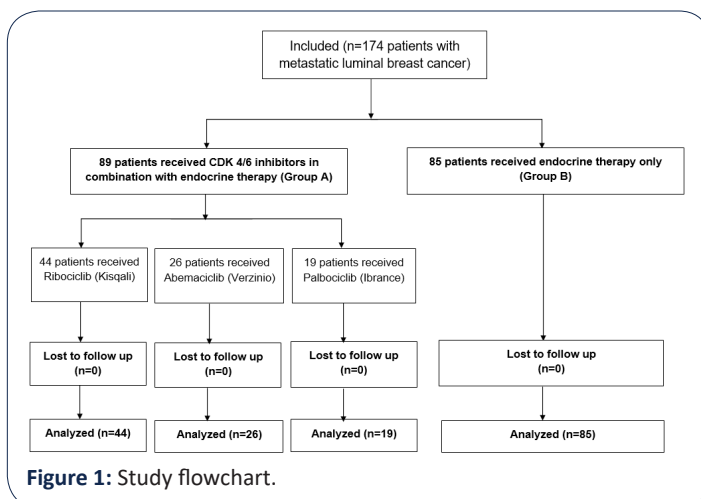 Included (n=174 patients with
metastatic luminal breast cancer)
89 patients received CDK 4/6 inhibitors in
combination with endocrine therapy (Group A)
85 patients received endocrine therapy only
(Group B)
44 patients received
Ribociclib (Kisqali)
26 patients received
Abemaciclib (Verzinio)
19 patients received
Palbociclib (Ibrance)
Lost to follow up
(n=0)
Lost to follow up
(n=0)
Lost to follow up
(n=0)
Lost to follow up
(n=0)
Analyzed (n=44)
Analyzed (n=26)
Analyzed (n=19)
Analyzed (n=85)
Figure 1: Study flowchart.